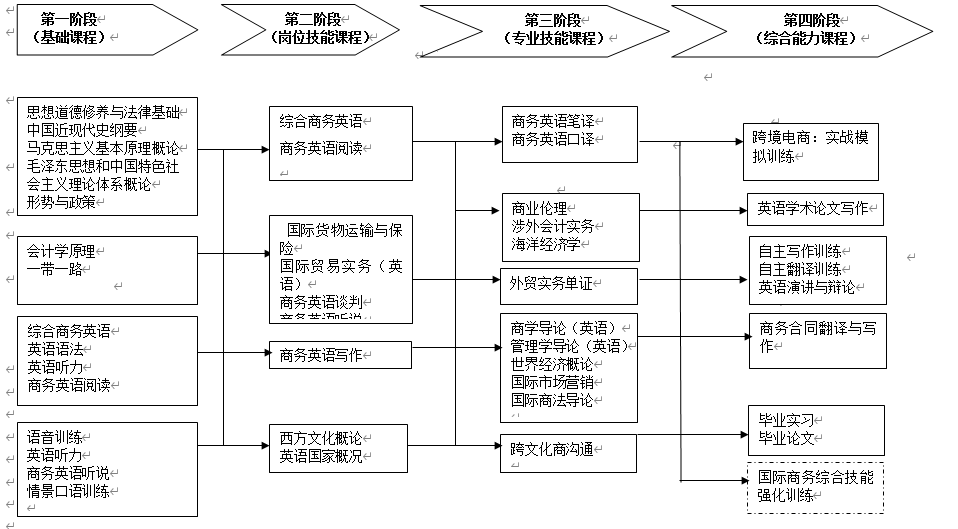 第一阶段
（基础课程）
第二阶段
（岗位技能课程）
第三阶段
（专业技能课程）
第四阶段
（综合能力课程）
思想道德修养与法律基础
中国近现代史纲要
马克思主义基本原理概论
毛泽东思想和中国特色社
会主义理论体系概论
形势与政策
会计学原理
一带一路
综合商务英语
英语语法
英语听力
商务英语阅读
语音训练
英语听力
商务英语听说
情景口语训练
综合商务英语
商务英语阅读
国际货物运输与保
险
国际贸易实务（英
语）
商务英语谈判
商务英语听说
商务英语写作
西方文化概论
英语国家概况
商务英语笔译
商务英语口译
商业伦理
涉外会计实务
海洋经济学
外贸实务单证
商学导论（英语）
管理学导论（英语）
世界经济概论
国际市场营销
国际商法导论
跨文化商沟通
跨境电商：实战模
拟训练
英语学术论文写作
自主写作训练
自主翻译训练
英语演讲与辩论
商务合同翻译与写
作
毕业实习
毕业论文
国际商务综合技能
强化训练